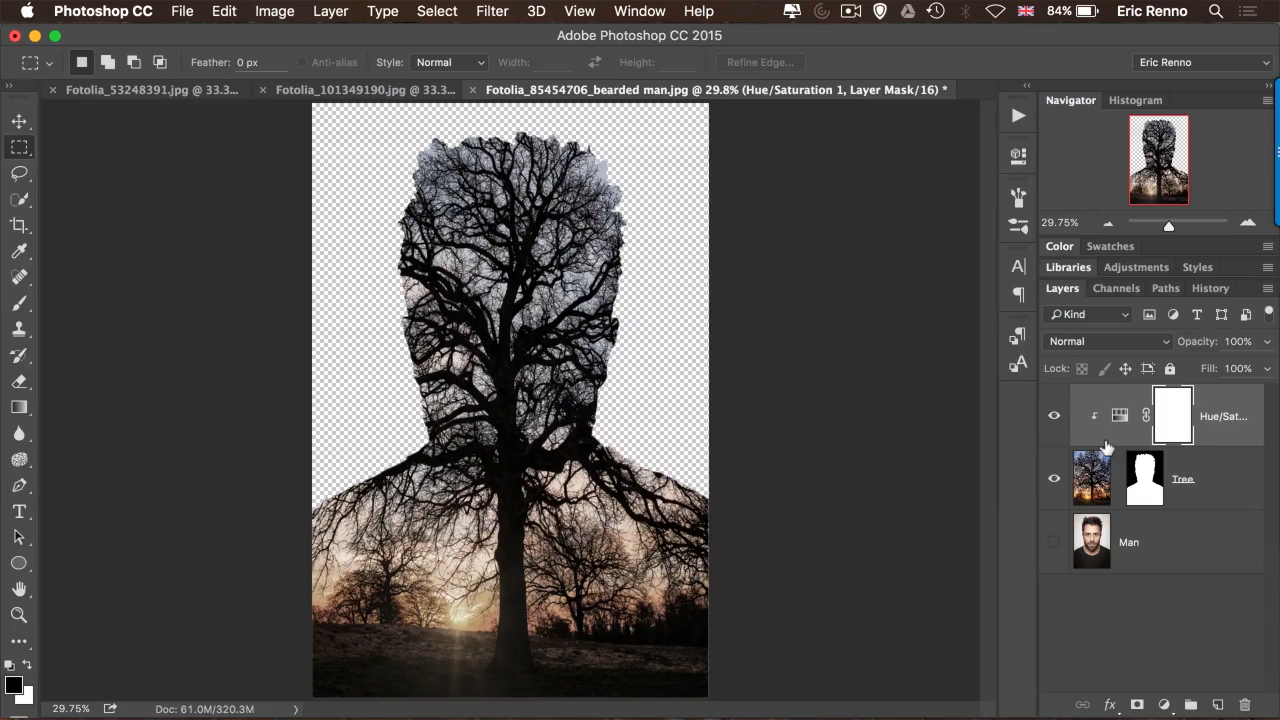 Photoshop CC File Edit Image Layer Type Select Filter 3D View Window Help 84% Eric Renno
Adobe Photoshop CC 2015
Feather: 0 px Anti-alias Style: Normal Width: Height: Refine Edge... Eric Renno
Fotolia_53248391.jpg @ 33.3... Fotolia_101349190.jpg @ 33.3... Fotolia_85454706_bearded man.jpg @ 29.8% (Hue/Saturation 1, Layer Mask/16) *
Navigator Histogram
29.75%
Color Swatches
Libraries Adjustments Styles
Layers Channels Paths History
Kind
Normal Opacity: 100%
Lock: Fill: 100%
Hue/Sat...
Tree
Man
29.75% Doc: 61.0M/320.3M
fx